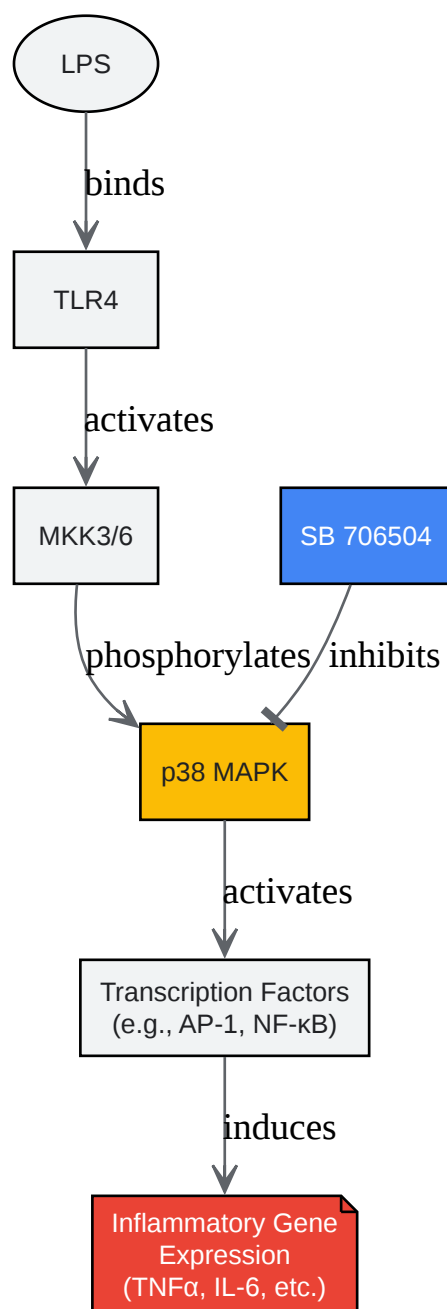 LPS
binds
TLR4
activates
MKK3/6
SB 706504
phosphorylates
inhibits
p38 MAPK
activates
Transcription Factors
(e.g., AP-1, NF-κB)
induces
Inflammatory Gene
Expression
(TNFα, IL-6, etc.)